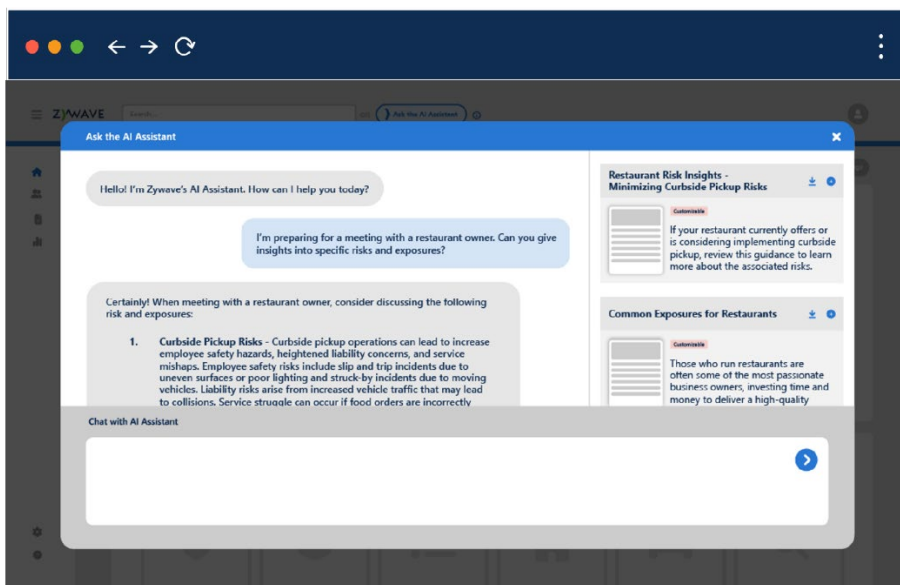 ZYWAVE
Search...
Ask the AI Assistant
Ask the AI Assistant
Hello! I'm Zywave's AI Assistant. How can I help you today?
I'm preparing for a meeting with a restaurant owner. Can you give
insights into specific risks and exposures?
Certainly! When meeting with a restaurant owner, consider discussing the following
risk and exposures:
1. Curbside Pickup Risks - Curbside pickup operations can lead to increase
employee safety hazards, heightened liability concerns, and service
mishaps. Employee safety risks include slip and trip incidents due to
uneven surfaces or poor lighting and struck-by incidents due to moving
vehicles. Liability risks arise from increased vehicle traffic that may lead
to collisions. Service struggle can occur if food orders are incorrectly
Restaurant Risk Insights -
Minimizing Curbside Pickup Risks
Customizable
If your restaurant currently offers or
is considering implementing curbside
pickup, review this guidance to learn
more about the associated risks.
Common Exposures for Restaurants
Customizable
Those who run restaurants are
often some of the most passionate
business owners, investing time and
money to deliver a high-quality
Chat with AI Assistant